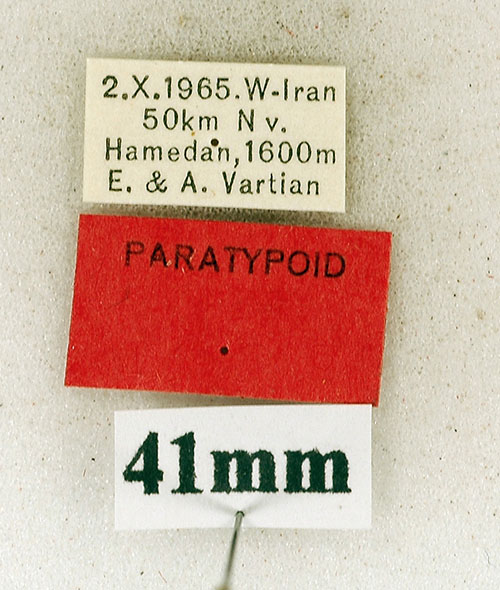 2.X.1965.W-Iran
50km N v.
Hamedan,1600m
E. & A. Vartian
PARATYPOID
41mm